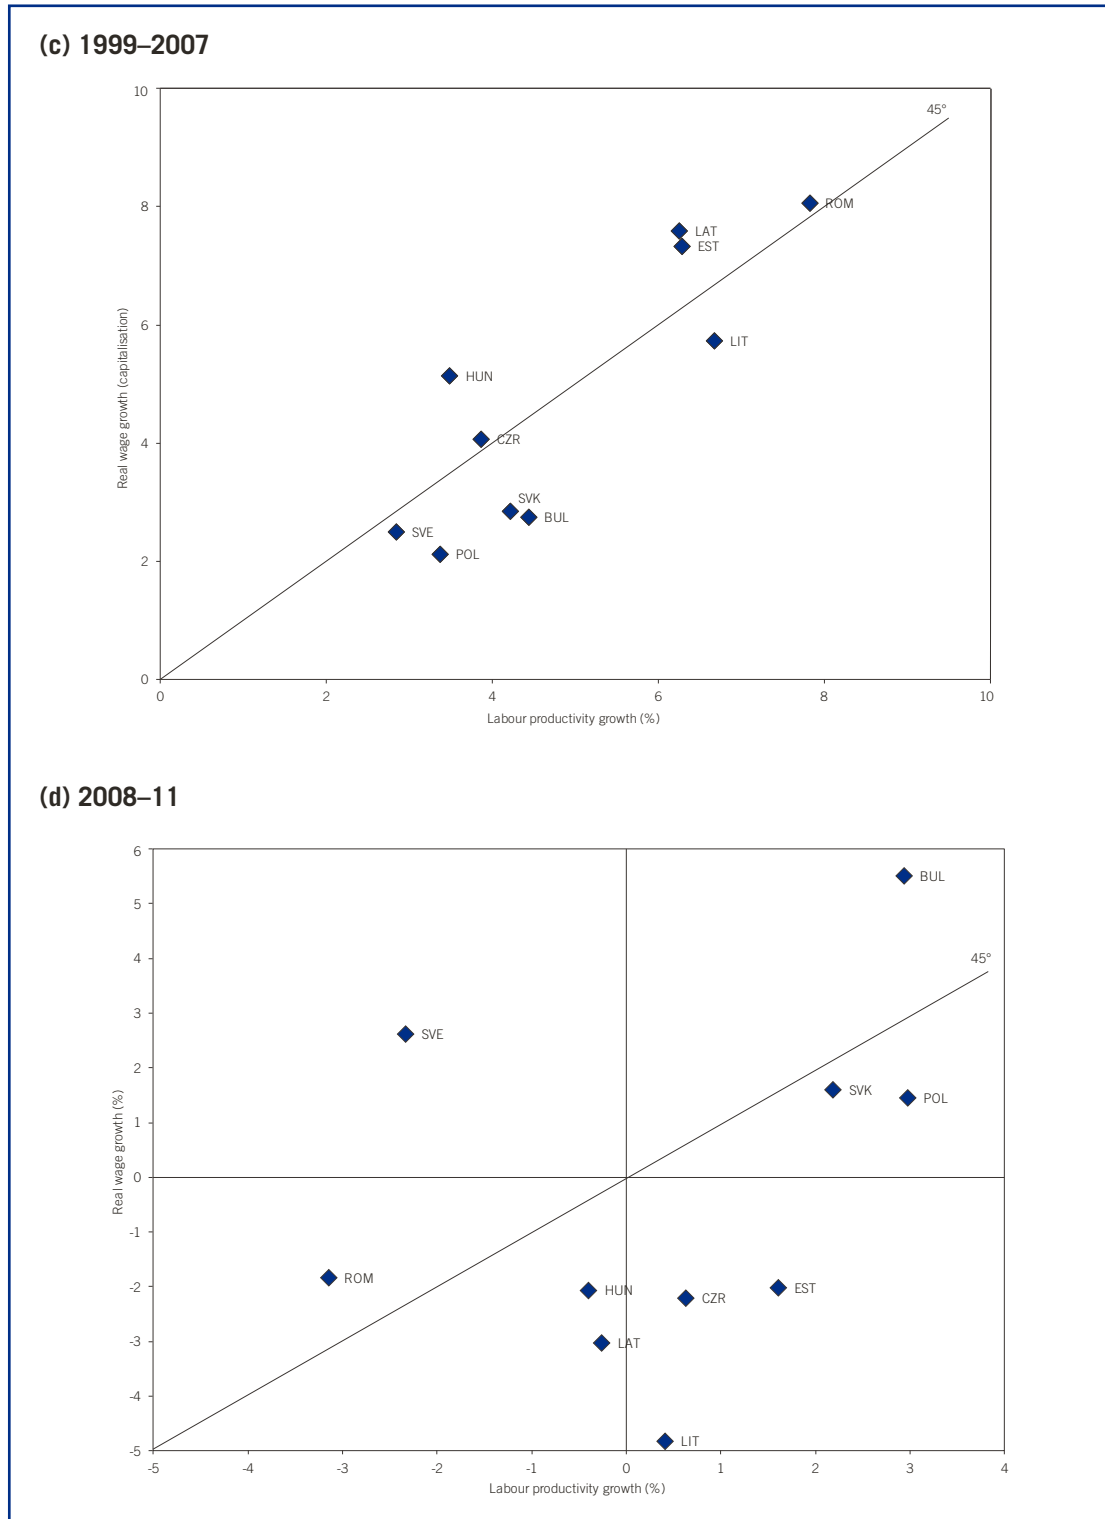 (c) 1999–2007
10
45°
8
ROM
LAT
EST
6
LIT
HUN
4
CZR
SVK
BUL
SVE
POL
2
0
Real wage growth (capitalisation)
0 2 4 6 8 10
Labour productivity growth (%)
(d) 2008–11
6
BUL
5
4
45°
3
SVE
2
SVK
POL
1
0
-1
ROM
-2
HUN
CZR
EST
-3
LAT
-4
LIT
-5
Real wage growth (%)
-5 -4 -3 -2 -1 0 1 2 3 4
Labour productivity growth (%)